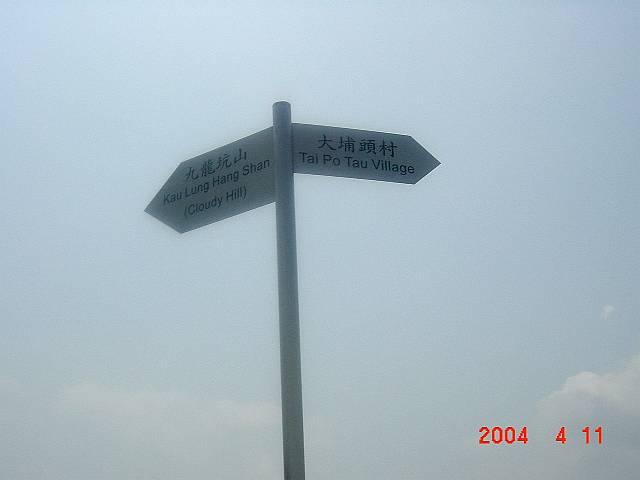 九龍坑山
Kau Lung Hang Shan
(Cloudy Hill)
大埔頭村
Tai Po Tau Village
2004 4 11